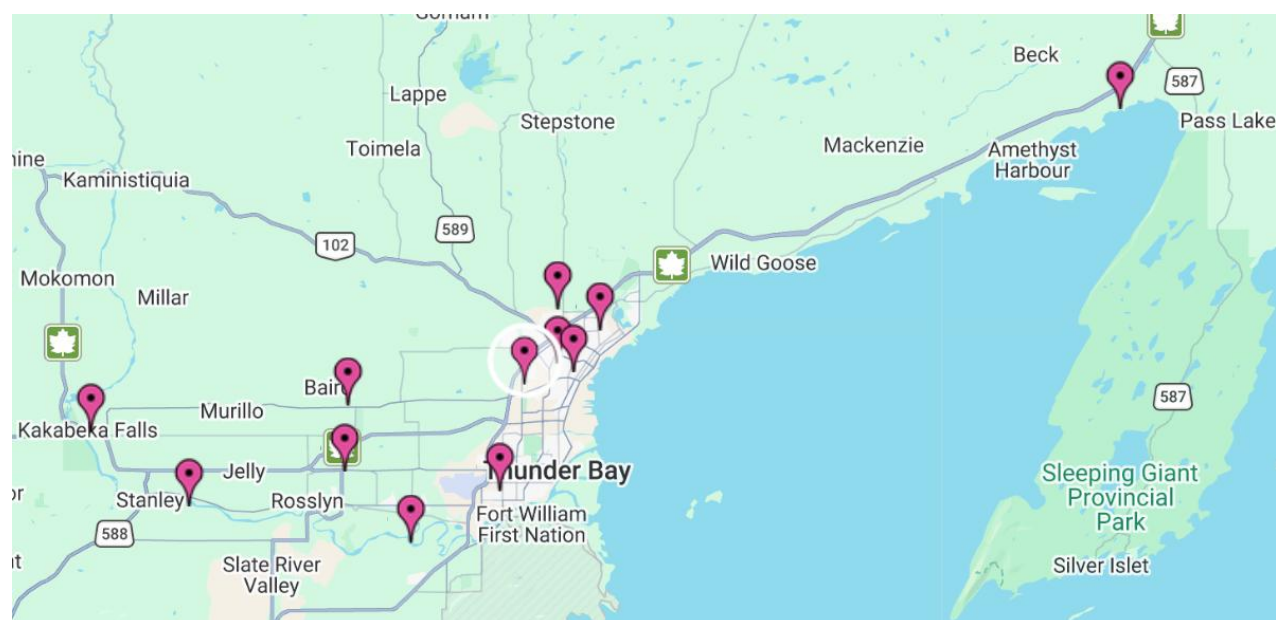 Gorham
Beck
587
Lappe
Pass Lake
Stepstone
Mackenzie
Toimela
Amethyst
Harbour
Kaministiquia
589
102
Wild Goose
Mokomon
Millar
Murillo
587
Kakabeka Falls
Jelly
Thunder Bay
Sleeping Giant
Provincial
Park
Stanley
Rosslyn
Fort William
First Nation
588
Slate River
Valley
Silver Islet